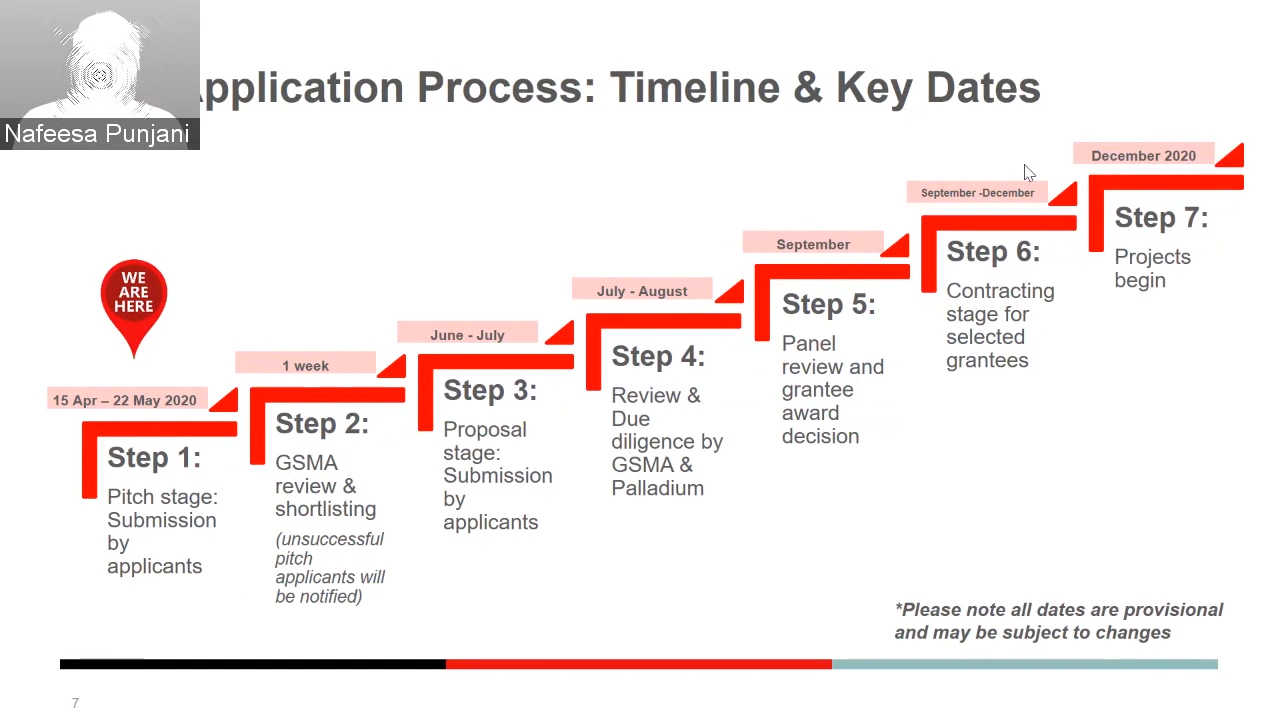 Nafeesa Punjani
Application Process: Timeline & Key Dates
WE
ARE
HERE
15 Apr – 22 May 2020
Step 1:
Pitch stage:
Submission
by
applicants
1 week
Step 2:
GSMA
review &
shortlisting
(unsuccessful
pitch
applicants will
be notified)
June - July
Step 3:
Proposal
stage:
Submission
by
applicants
July - August
Step 4:
Review &
Due
diligence by
GSMA &
Palladium
September
Step 5:
Panel
review and
grantee
award
decision
September -December
Step 6:
Contracting
stage for
selected
grantees
December 2020
Step 7:
Projects
begin
*Please note all dates are provisional
and may be subject to changes
7